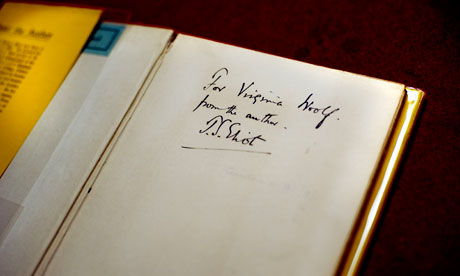 For Virginia Woolf.
from the author.
T.S. Eliot